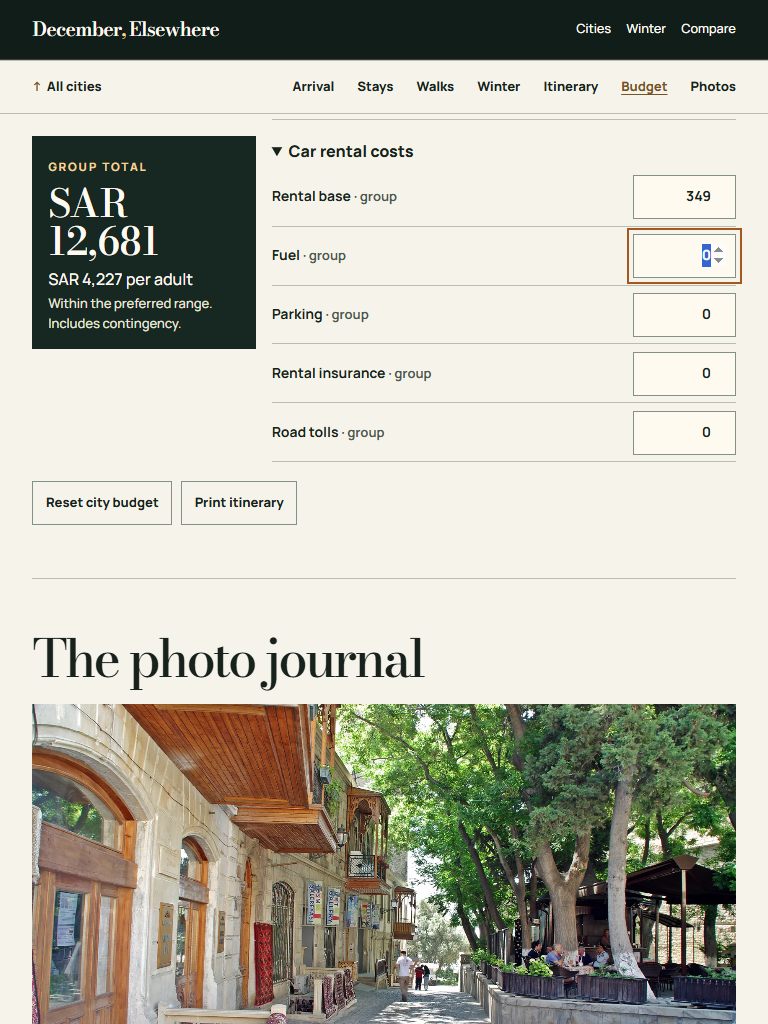 December, Elsewhere
Cities Winter Compare
↑ All cities
Arrival Stays Walks Winter Itinerary Budget Photos
GROUP TOTAL
SAR
12,681
SAR 4,227 per adult
Within the preferred range.
Includes contingency.
▼ Car rental costs
Rental base · group 349
Fuel · group 0
Parking · group 0
Rental insurance · group 0
Road tolls · group 0
Reset city budget Print itinerary
The photo journal